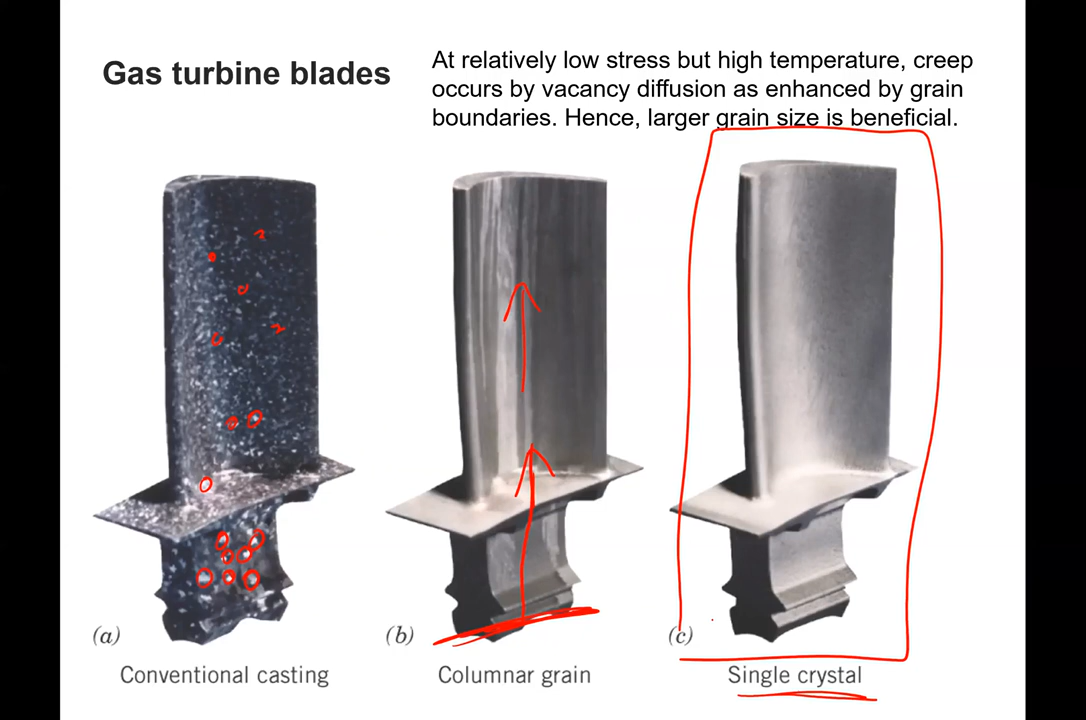 Gas turbine blades
At relatively low stress but high temperature, creep
occurs by vacancy diffusion as enhanced by grain
boundaries. Hence, larger grain size is beneficial.
(a)
(b)
(c)
Conventional casting
Columnar grain
Single crystal